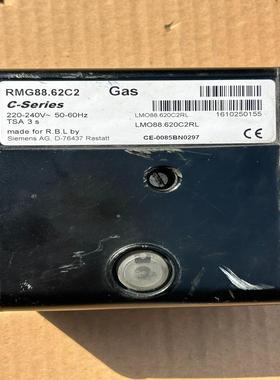 RMG88.62C2 Gas
C-Series
220-240V~ 50-60Hz
TSA 3 s
made for R.B.L by
Siemens AG, D-76437 Rastatt
LMO88.620C2RL 1610250155
LMO88.620C2RL
CE-0085BN0297